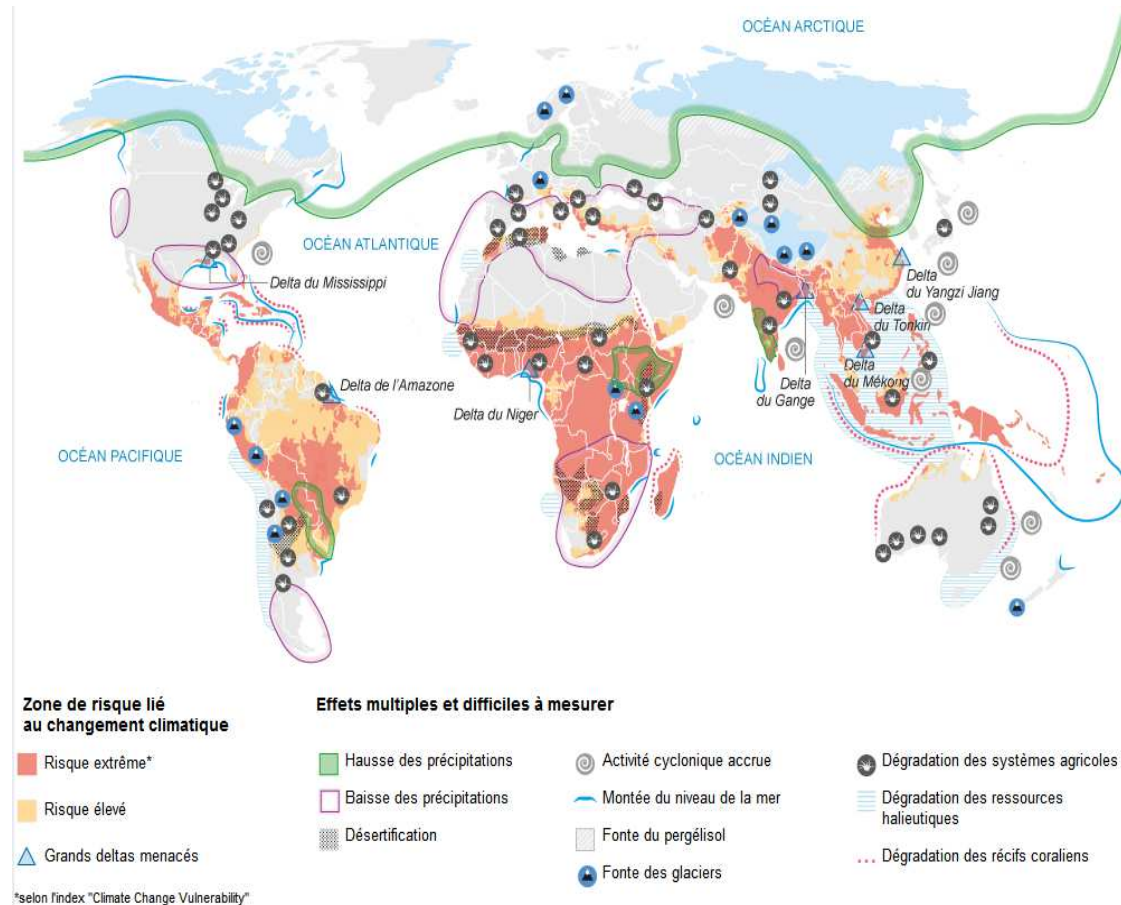 OCÉAN ARCTIQUE
OCÉAN ATLANTIQUE
Delta du Mississippi
Delta
du Yangzi Jiang
Delta
du Tonkin
Delta
du Mékong
Delta
du Gange
Delta de l'Amazone
Delta du Niger
OCÉAN PACIFIQUE
OCÉAN INDIEN
Zone de risque lié
au changement climatique
Risque extrême*
Risque élevé
Grands deltas menacés
*selon l'index "Climate Change Vulnerability"
Effets multiples et difficiles à mesurer
Hausse des précipitations
Baisse des précipitations
Désertification
Activité cyclonique accrue
Montée du niveau de la mer
Fonte du pergélisol
Fonte des glaciers
Dégradation des systèmes agricoles
Dégradation des ressources
halieutiques
Dégradation des récifs coraliens